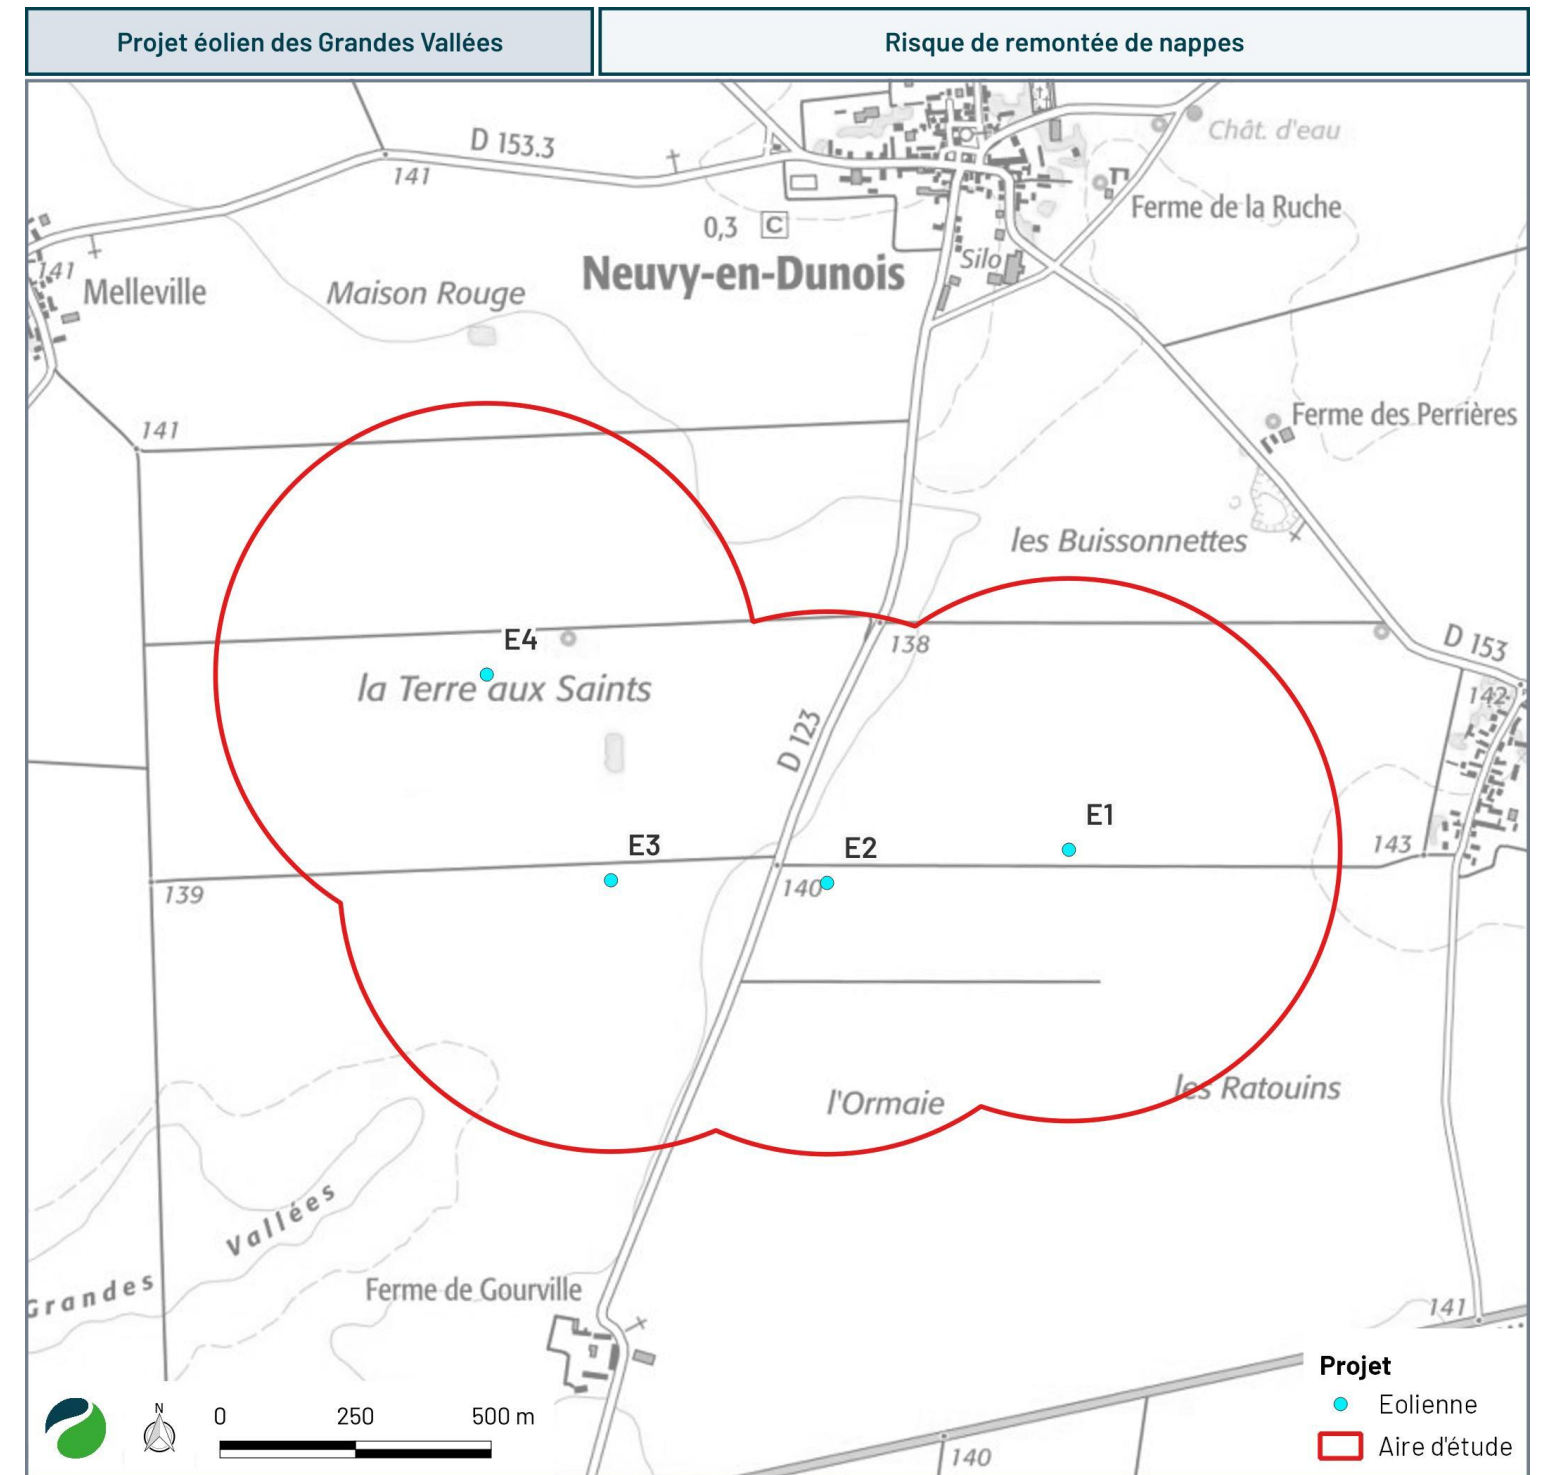 Projet éolien des Grandes Vallées
Risque de remontée de nappes
Chât. d'eau
D 153.3
141
Ferme de la Ruche
0,3 C
Silo
141
Neuvy-en-Dunois
Melleville
Maison Rouge
141
Ferme des Perrières
les Buissonnettes
E4
138
D 153
la Terre aux Saints
142
D 123
E1
E3
E2
143
139
140
l'Ormaie
les Ratouins
Grandes Vallées
Ferme de Gourville
141
Projet
N
0 250 500 m
Eolienne
Aire d'étude
140